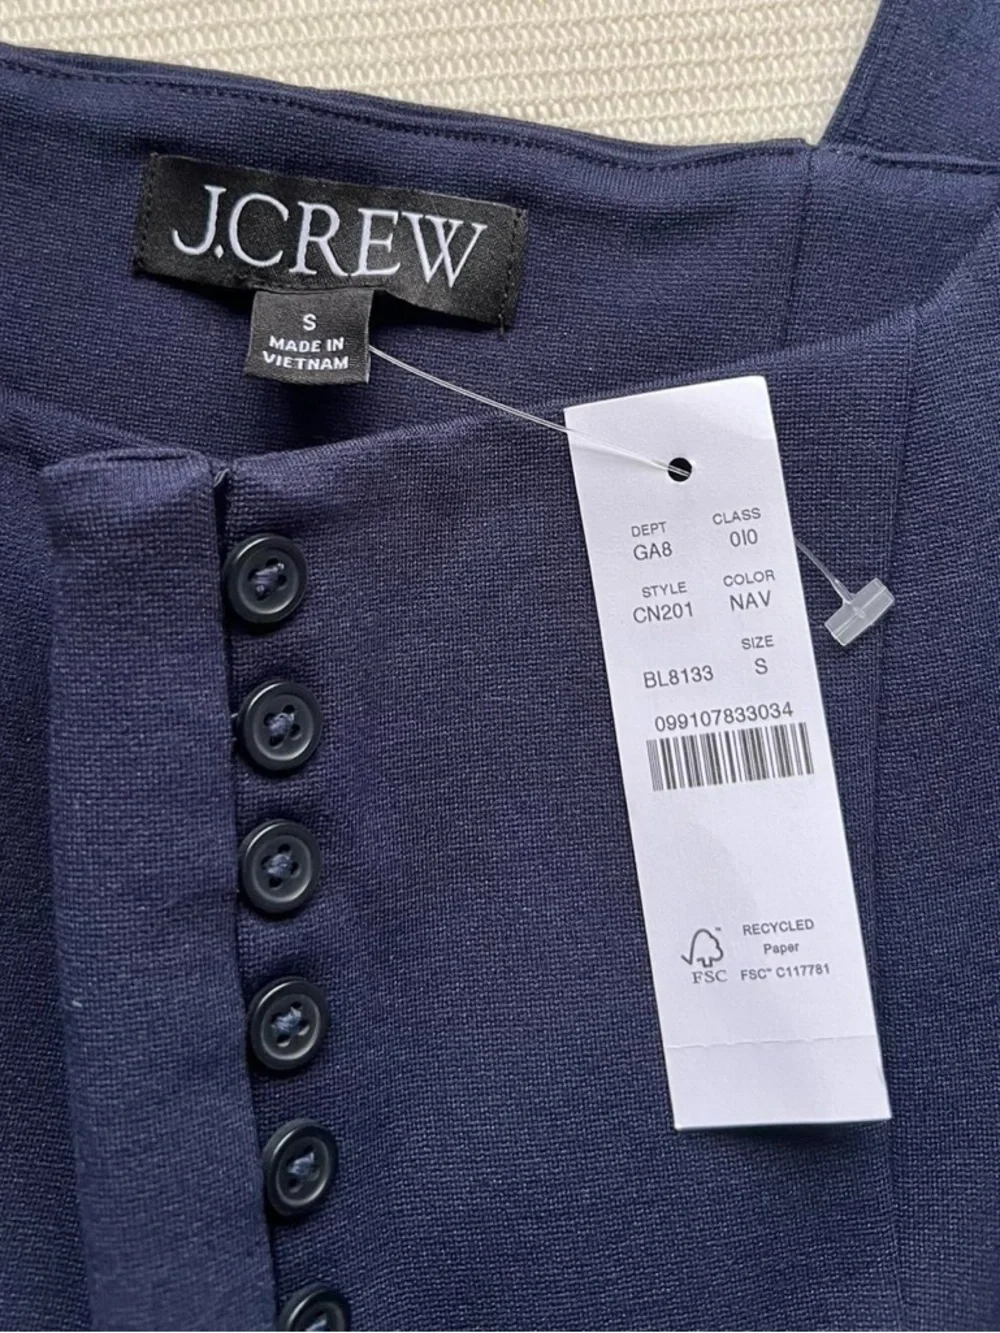 J.CREW
S
MADE IN
VIETNAM
DEPT CLASS
GA8 010
STYLE COLOR
CN201 NAV
SIZE
BL8133 S
099107833034
RECYCLED
Paper
FSC™ C117781
FSC